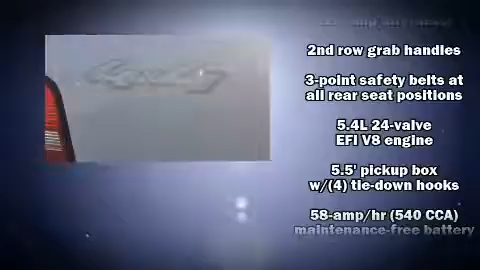 2nd row grab handles
3-point safety belts at
all rear seat positions
5.4L 24-valve
EFI V8 engine
5.5' pickup box
w/(4) tie-down hooks
58-amp/hr (540 CCA)
maintenance-free battery
4x4